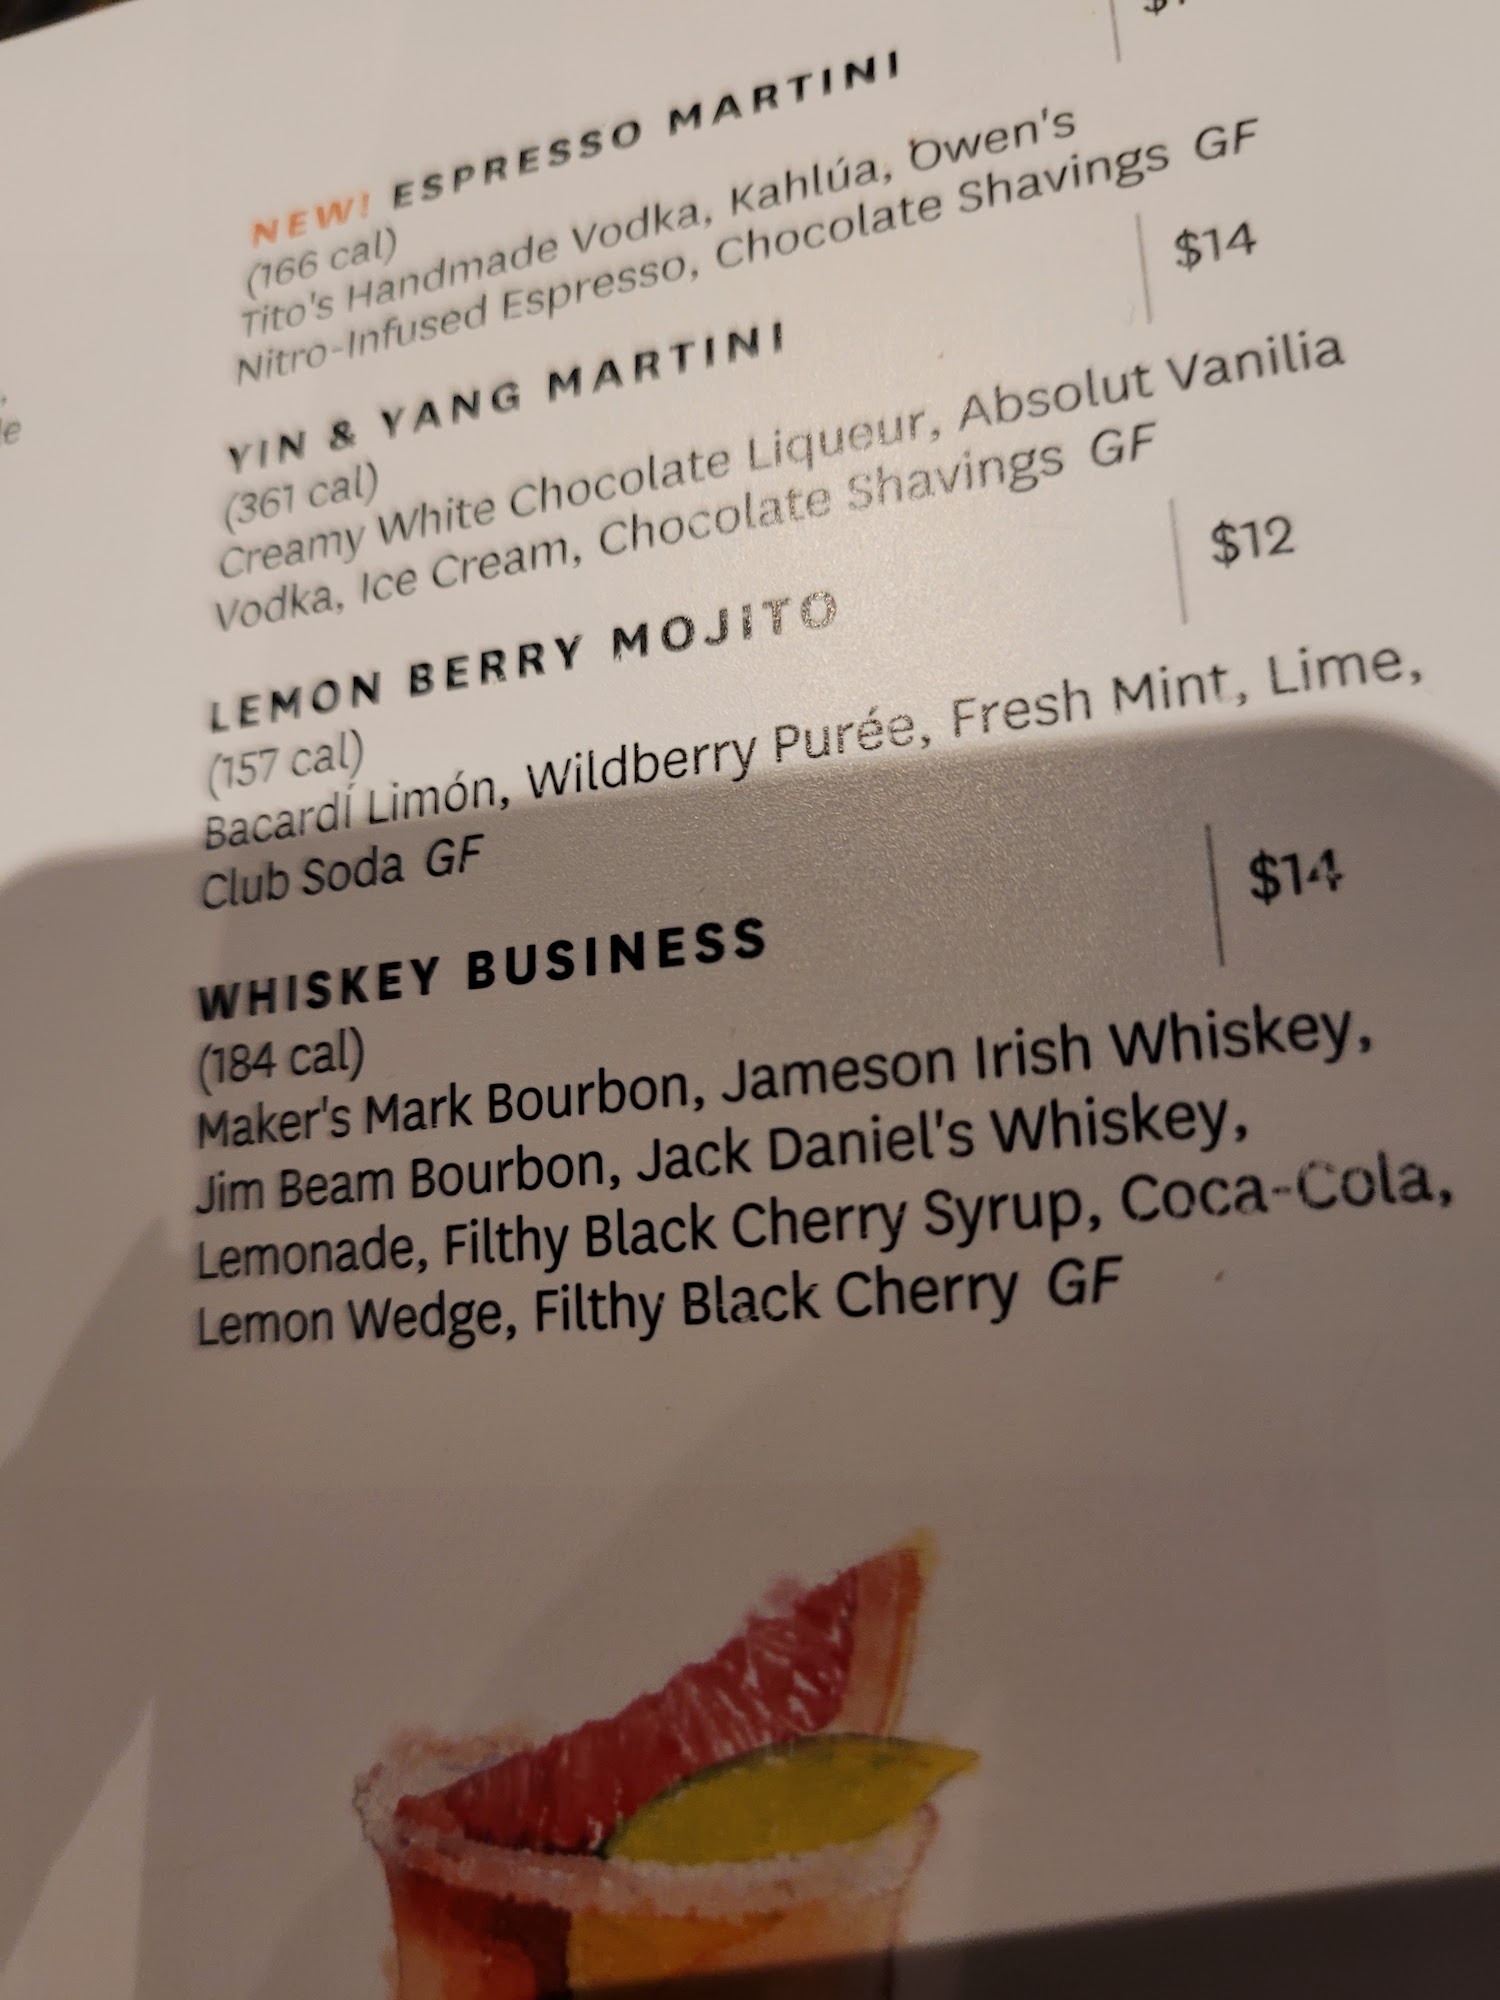 NEW! ESPRESSO MARTINI
(166 cal)
Tito's Handmade Vodka, Kahlúa, Owen's
Nitro-Infused Espresso, Chocolate Shavings GF
YIN & YANG MARTINI $14
(361 cal)
Creamy White Chocolate Liqueur, Absolut Vanilia
Vodka, Ice Cream, Chocolate Shavings GF
LEMON BERRY MOJITO $12
(157 cal)
Bacardí Limón, Wildberry Purée, Fresh Mint, Lime,
Club Soda GF
WHISKEY BUSINESS $14
(184 cal)
Maker's Mark Bourbon, Jameson Irish Whiskey,
Jim Beam Bourbon, Jack Daniel's Whiskey,
Lemonade, Filthy Black Cherry Syrup, Coca-Cola,
Lemon Wedge, Filthy Black Cherry GF